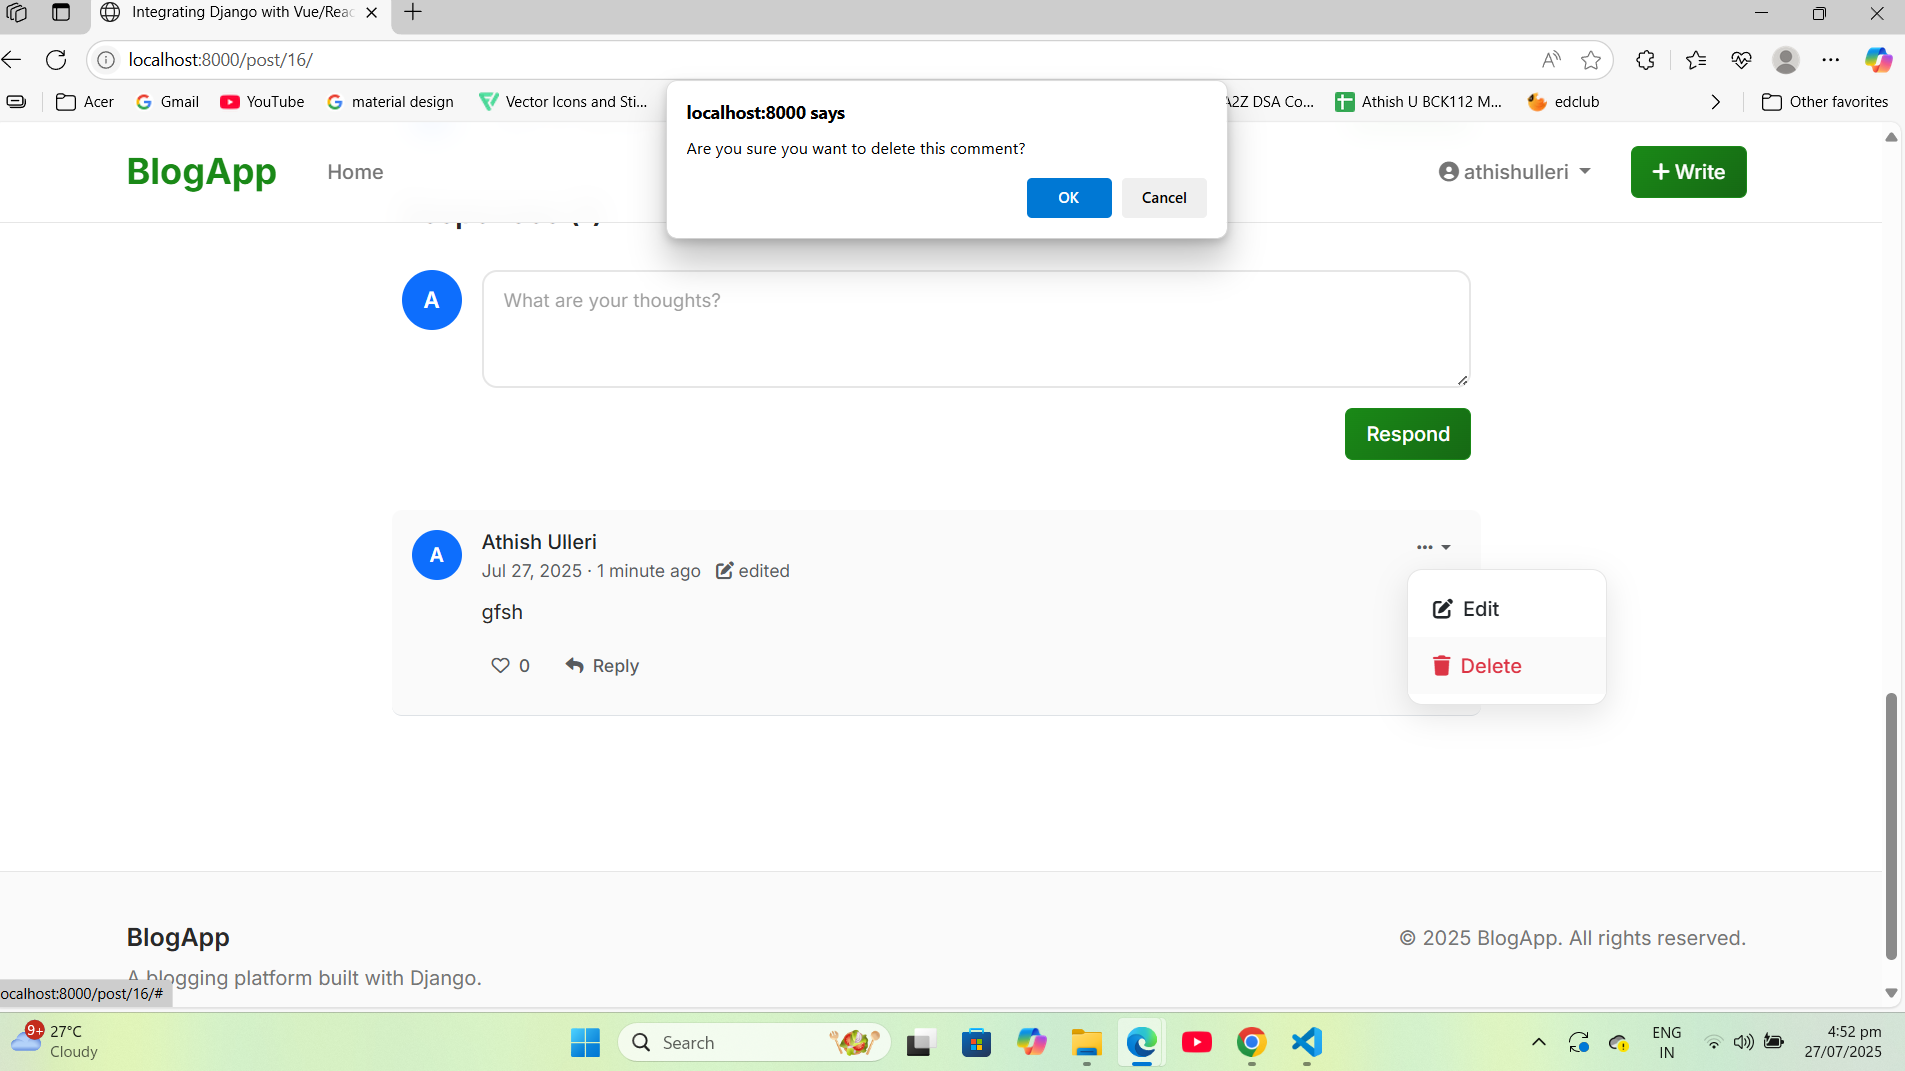 Integrating Django with Vue/Reac
localhost:8000/post/16/
Acer
Gmail
YouTube
material design
Vector Icons and Sti...
A2Z DSA Co...
Athish U BCK112 M...
edclub
Other favorites
localhost:8000 says
Are you sure you want to delete this comment?
OK
Cancel
BlogApp
Home
athishulleri
+ Write
A
What are your thoughts?
Respond
A
Athish Ulleri
Jul 27, 2025 · 1 minute ago edited
gfsh
0
Reply
Edit
Delete
BlogApp
© 2025 BlogApp. All rights reserved.
A blogging platform built with Django.
ocalhost:8000/post/16/#
9+
27°C
Cloudy
Search
ENG
IN
4:52 pm
27/07/2025